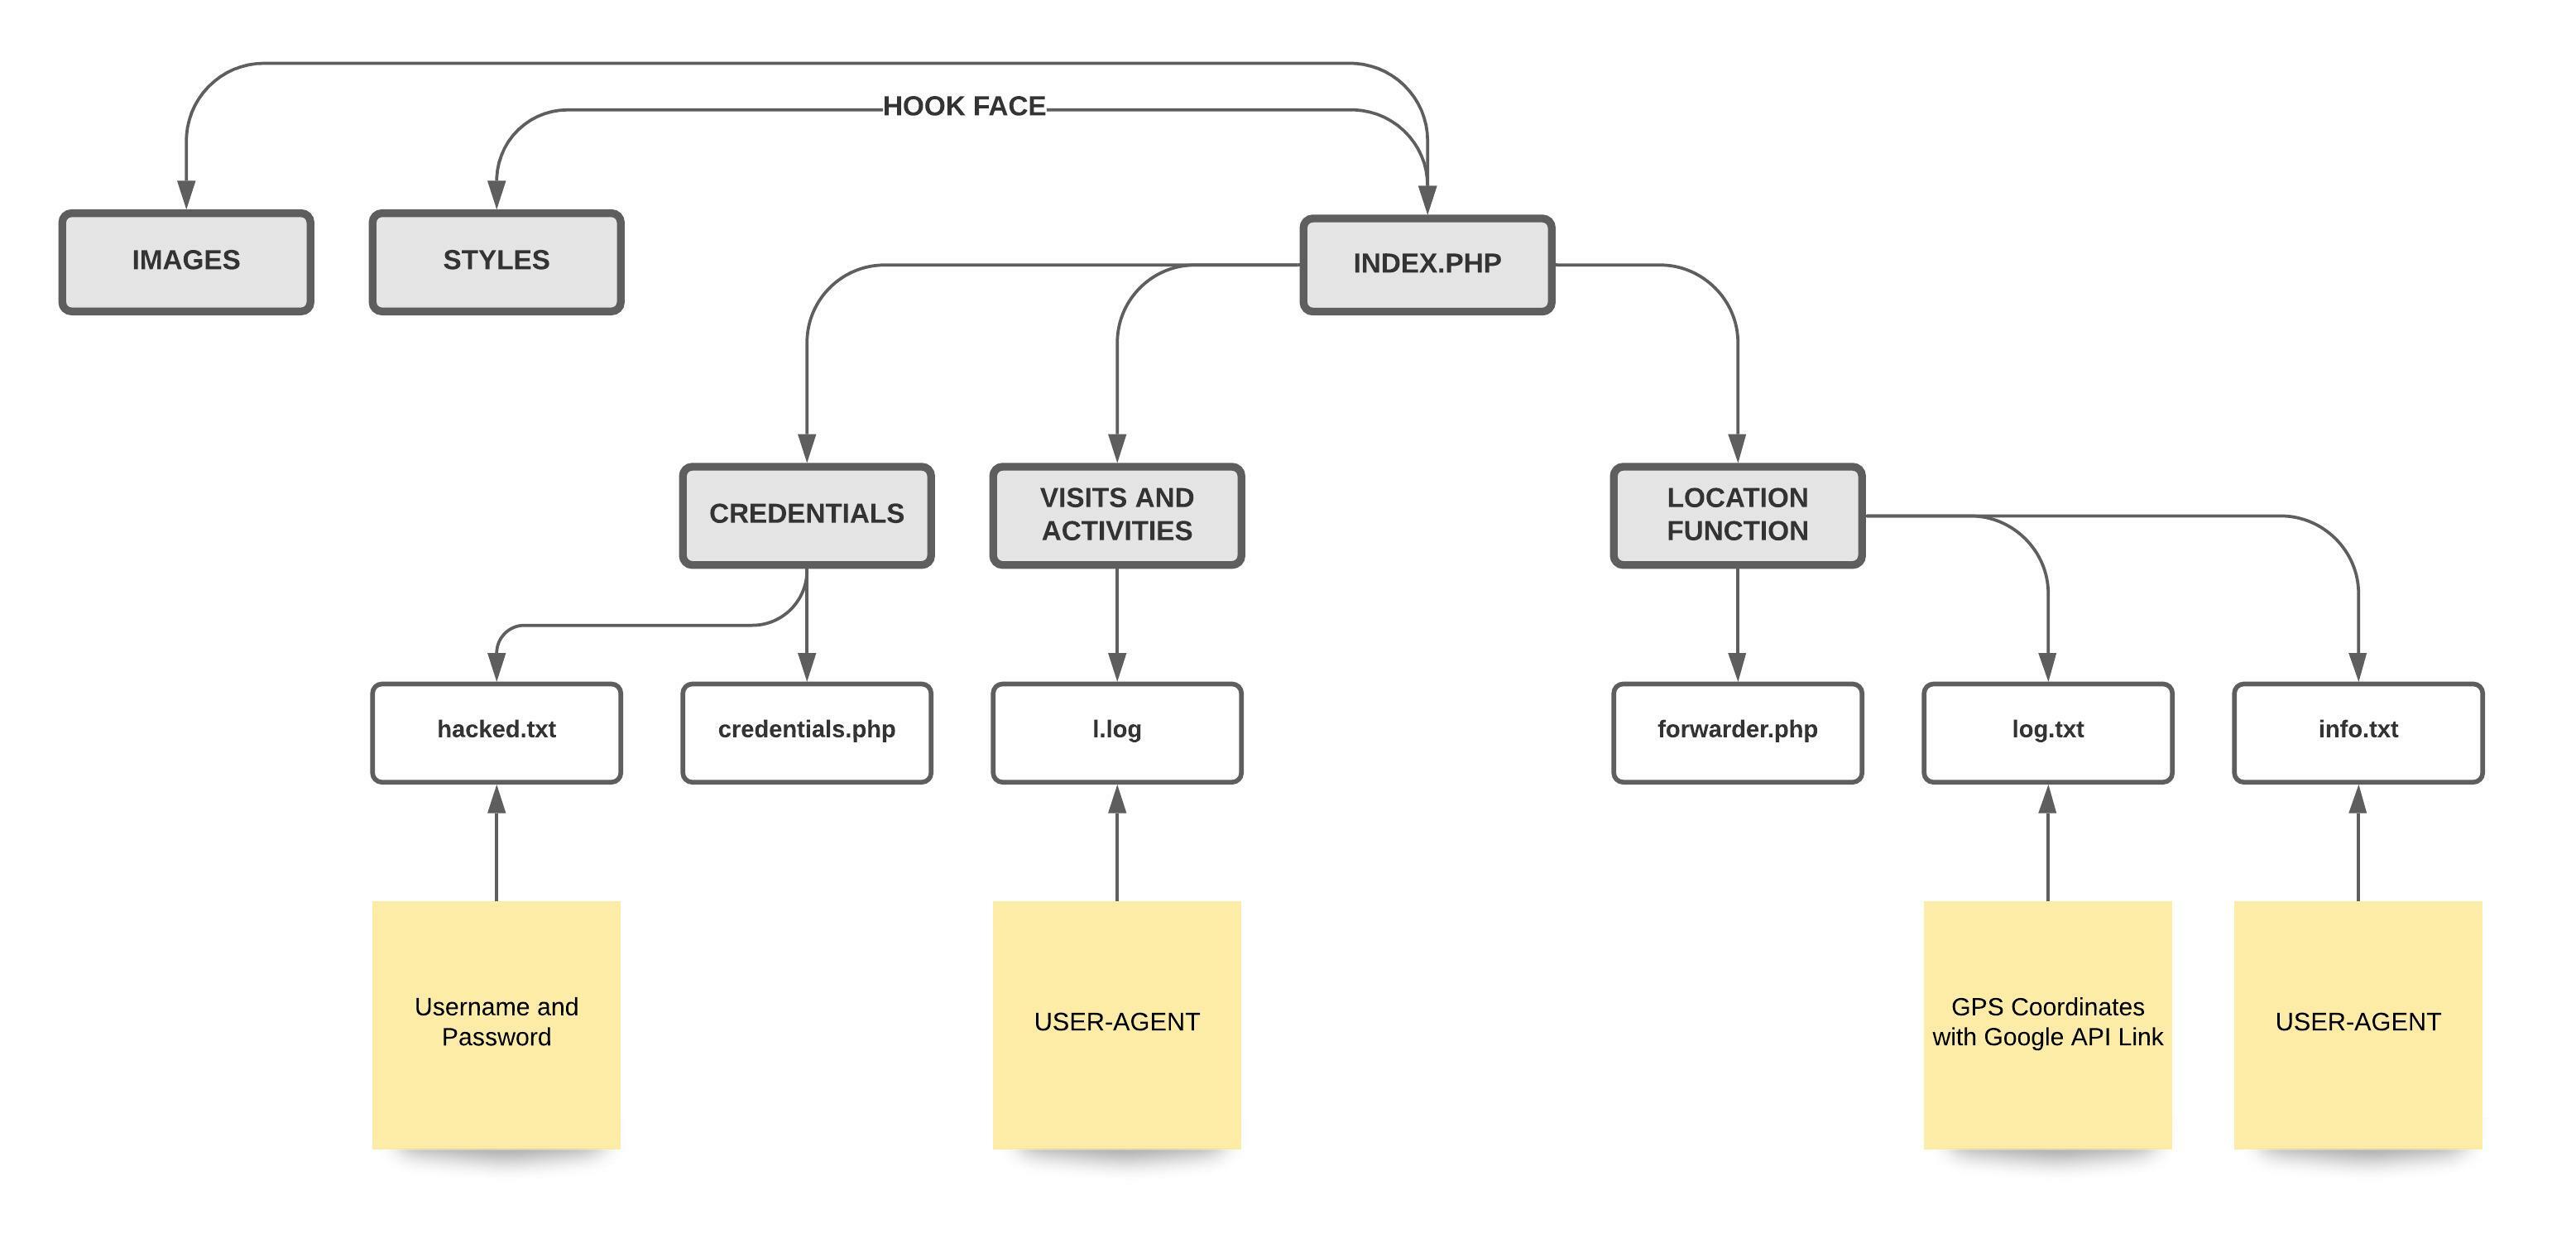 HOOK FACE
IMAGES
STYLES
INDEX.PHP
CREDENTIALS
VISITS AND
ACTIVITIES
LOCATION
FUNCTION
hacked.txt
credentials.php
l.log
forwarder.php
log.txt
info.txt
Username and
Password
USER-AGENT
GPS Coordinates
with Google API Link
USER-AGENT